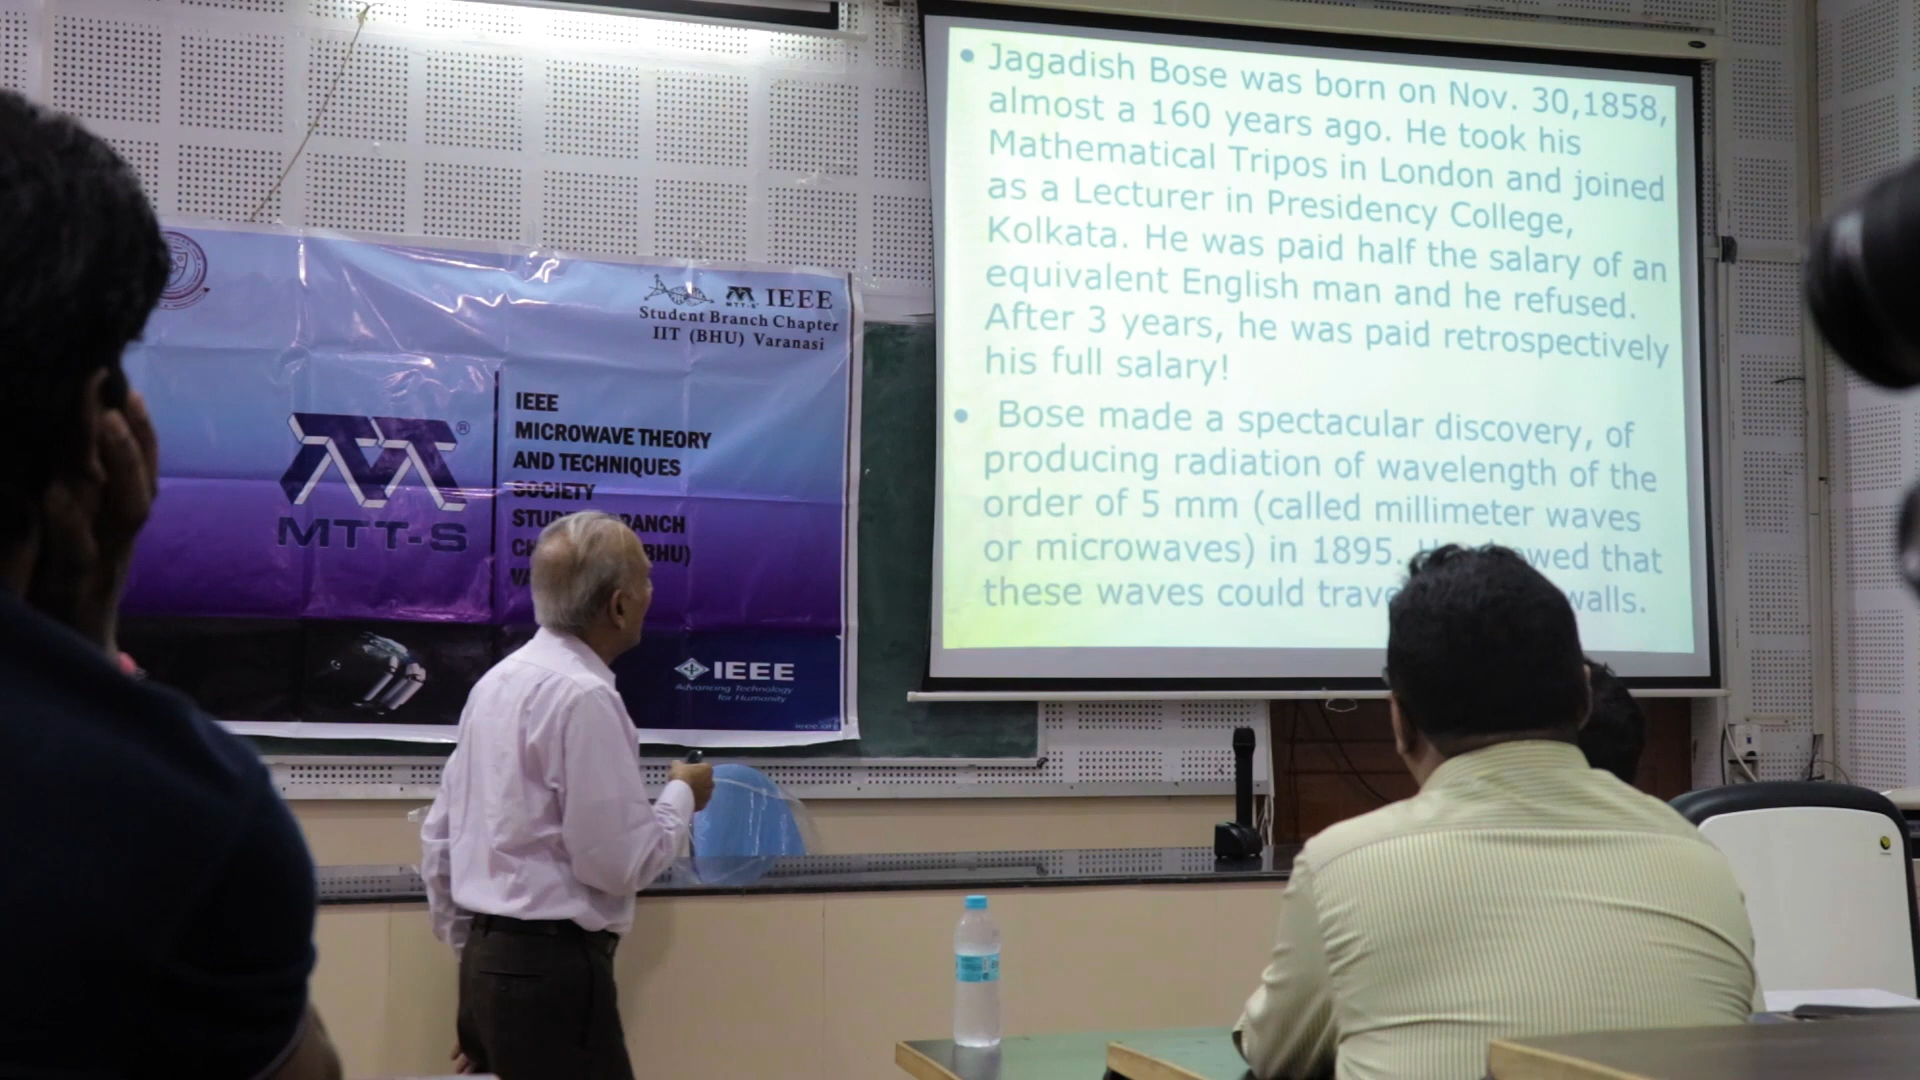 IEEE
Student Branch Chapter
IIT (BHU) Varanasi
MTT-S
IEEE
MICROWAVE THEORY
AND TECHNIQUES
SOCIETY
BHU)
IEEE
Advancing Technology
for Humanity
• Jagadish Bose was born on Nov. 30,1858,
almost a 160 years ago. He took his
Mathematical Tripos in London and joined
as a Lecturer in Presidency College,
Kolkata. He was paid half the salary of an
equivalent English man and he refused.
After 3 years, he was paid retrospectively
his full salary!
• Bose made a spectacular discovery, of
producing radiation of wavelength of the
order of 5 mm (called millimeter waves
or microwaves) in 1895. that
these waves could walls.